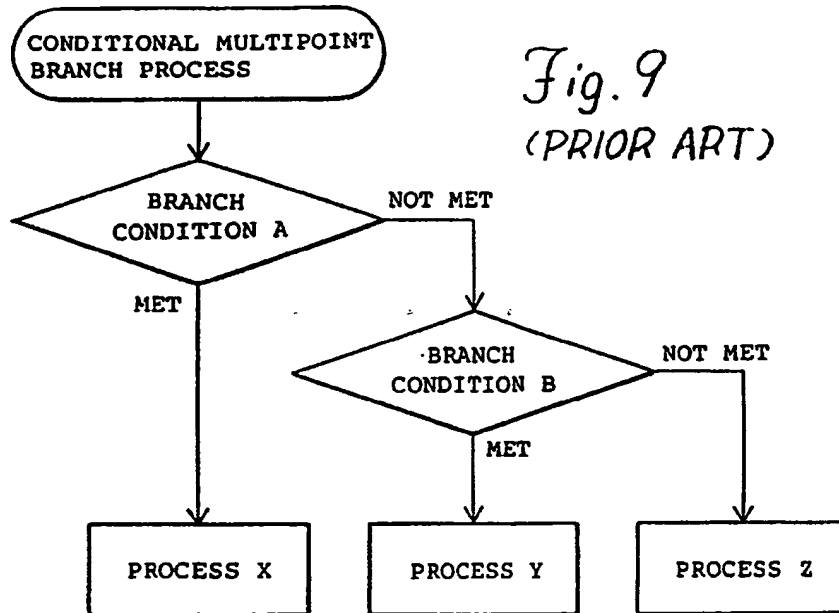 CONDITIONAL MULTIPOINT
BRANCH PROCESS
Fig. 9
(PRIOR ART)
BRANCH
CONDITION A
NOT MET
MET
BRANCH
CONDITION B
NOT MET
MET
PROCESS X
PROCESS Y
PROCESS Z